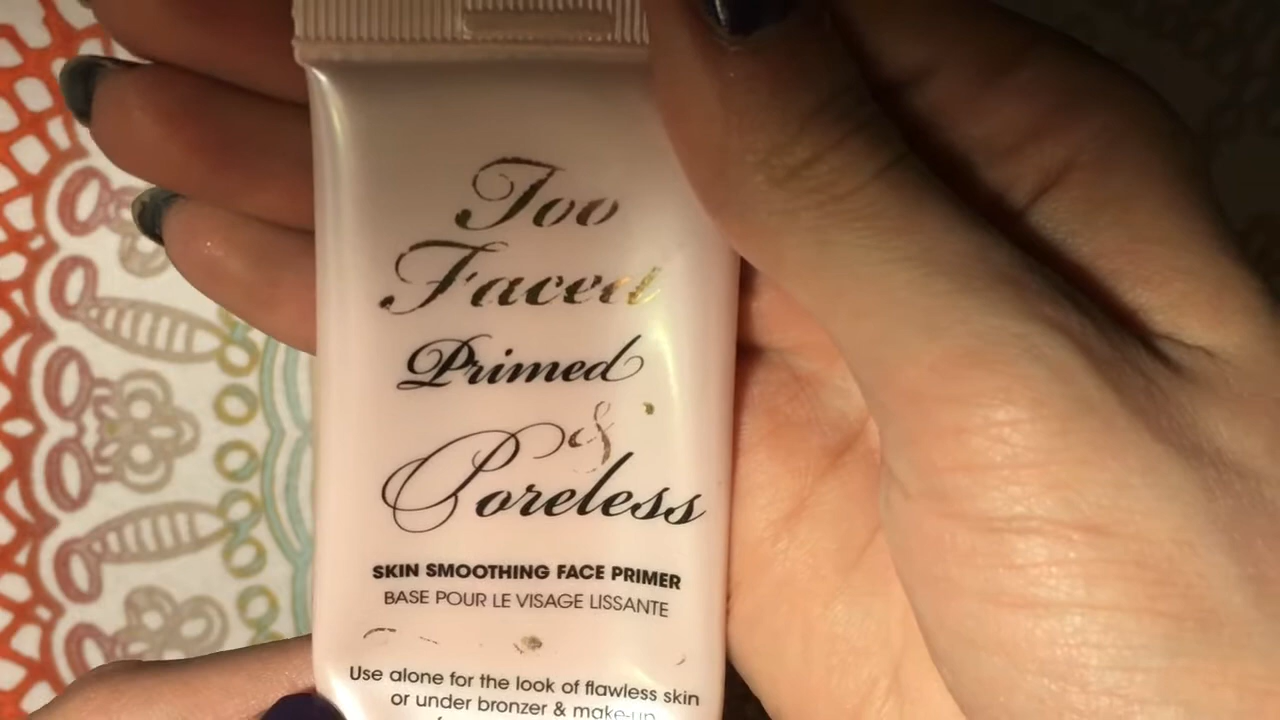 Too
Faced
Primed
&
Poreless
SKIN SMOOTHING FACE PRIMER
BASE POUR LE VISAGE LISSANTE
Use alone for the look of flawless skin
or under bronzer & make-up